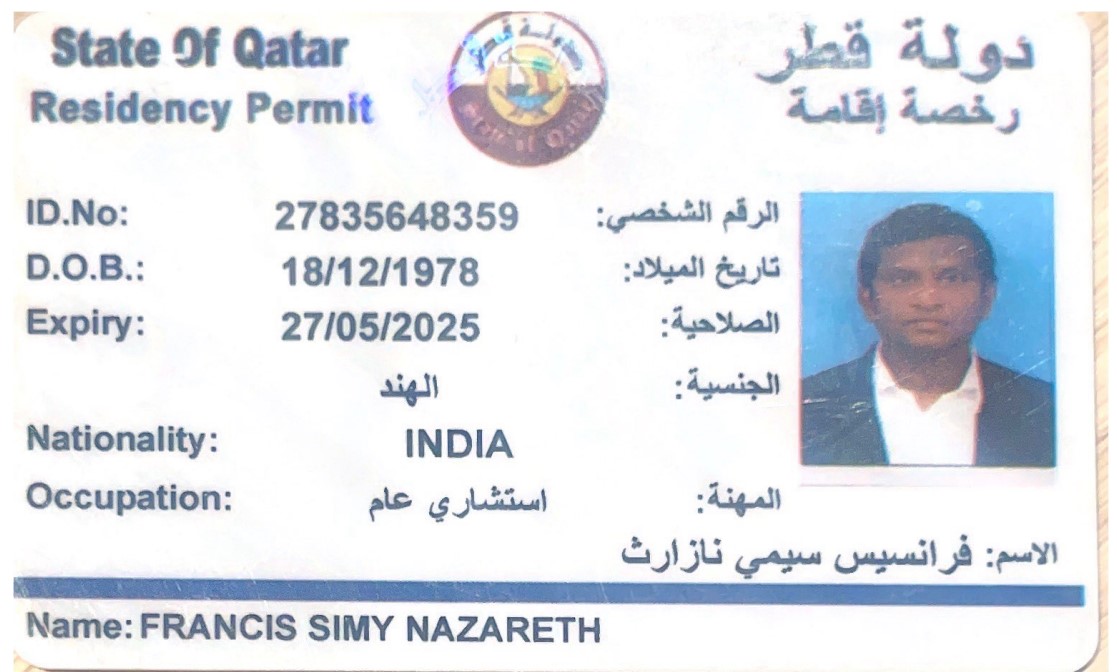 State Of Qatar
دولة قطر
Residency Permit
رخصة إقامة
دولة قطر
ID.No: 27835648359 الرقم الشخصي:
D.O.B.: 18/12/1978 تاريخ الميلاد:
Expiry: 27/05/2025 الصلاحية:
الهند الجنسية:
Nationality: INDIA
Occupation: استشاري عام المهنة:
الاسم: فرانسيس سيمي نازارث
Name: FRANCIS SIMY NAZARETH